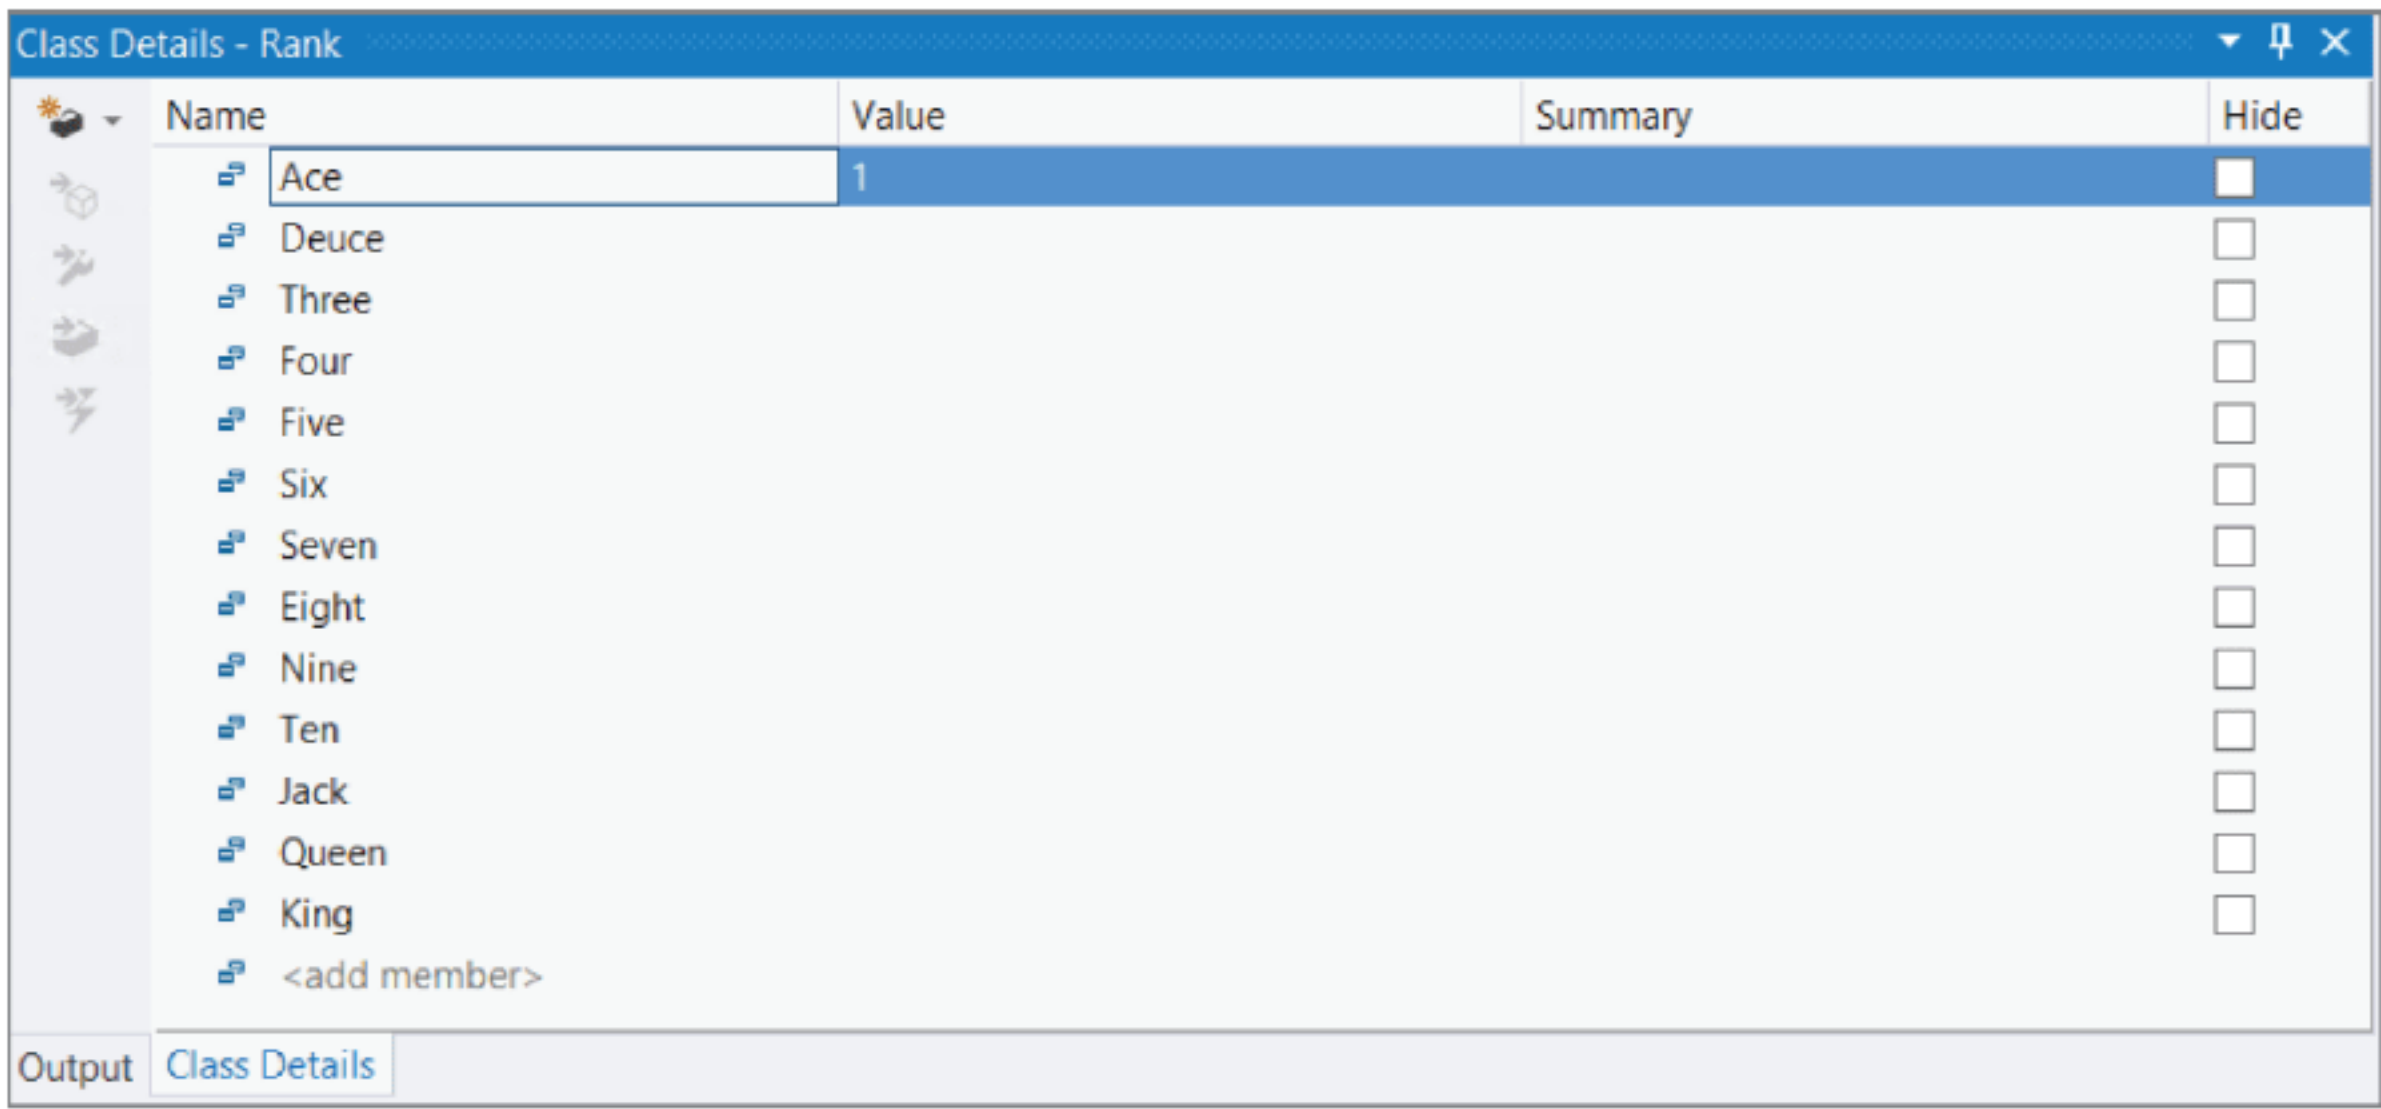 Class Details - Rank
Name Value Summary Hide
Ace 1
Deuce
Three
Four
Five
Six
Seven
Eight
Nine
Ten
Jack
Queen
King
<add member>
Output Class Details